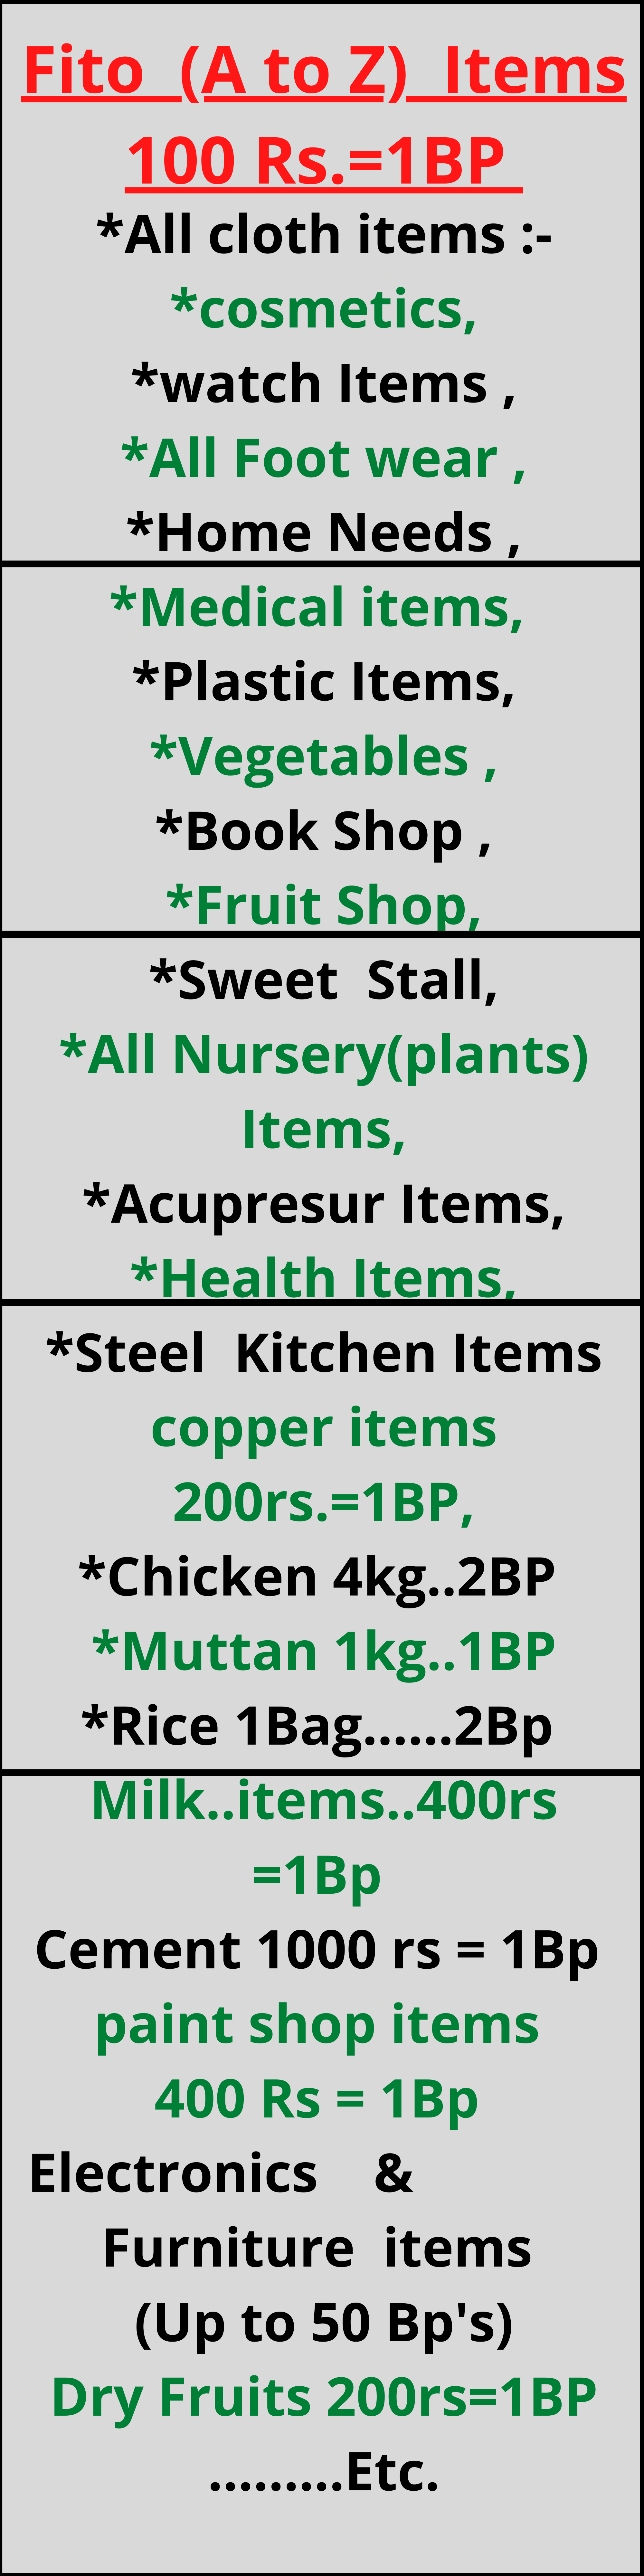 Fito (A to Z) Items
100 Rs.=1BP
*All cloth items :-
*cosmetics,
*watch Items ,
*All Foot wear ,
*Home Needs ,
*Medical items,
*Plastic Items,
*Vegetables ,
*Book Shop ,
*Fruit Shop,
*Sweet Stall,
*All Nursery(plants)
Items,
*Acupresur Items,
*Health Items,
*Steel Kitchen Items
copper items
200rs.=1BP,
*Chicken 4kg..2BP
*Muttan 1kg..1BP
*Rice 1Bag......2Bp
Milk..items..400rs
=1Bp
Cement 1000 rs = 1Bp
paint shop items
400 Rs = 1Bp
Electronics &
Furniture items
(Up to 50 Bp's)
Dry Fruits 200rs=1BP
.........Etc.